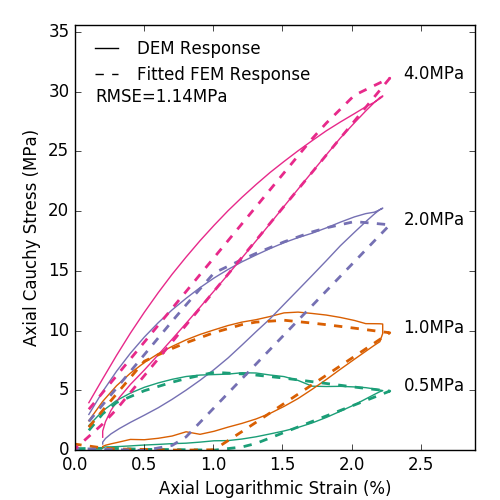 35
DEM Response
Fitted FEM Response
RMSE=1.14MPa
4.0MPa
30
25
20
2.0MPa
15
10
1.0MPa
5
0.5MPa
0
0.0 0.5 1.0 1.5 2.0 2.5
Axial Logarithmic Strain (%)
Axial Cauchy Stress (MPa)